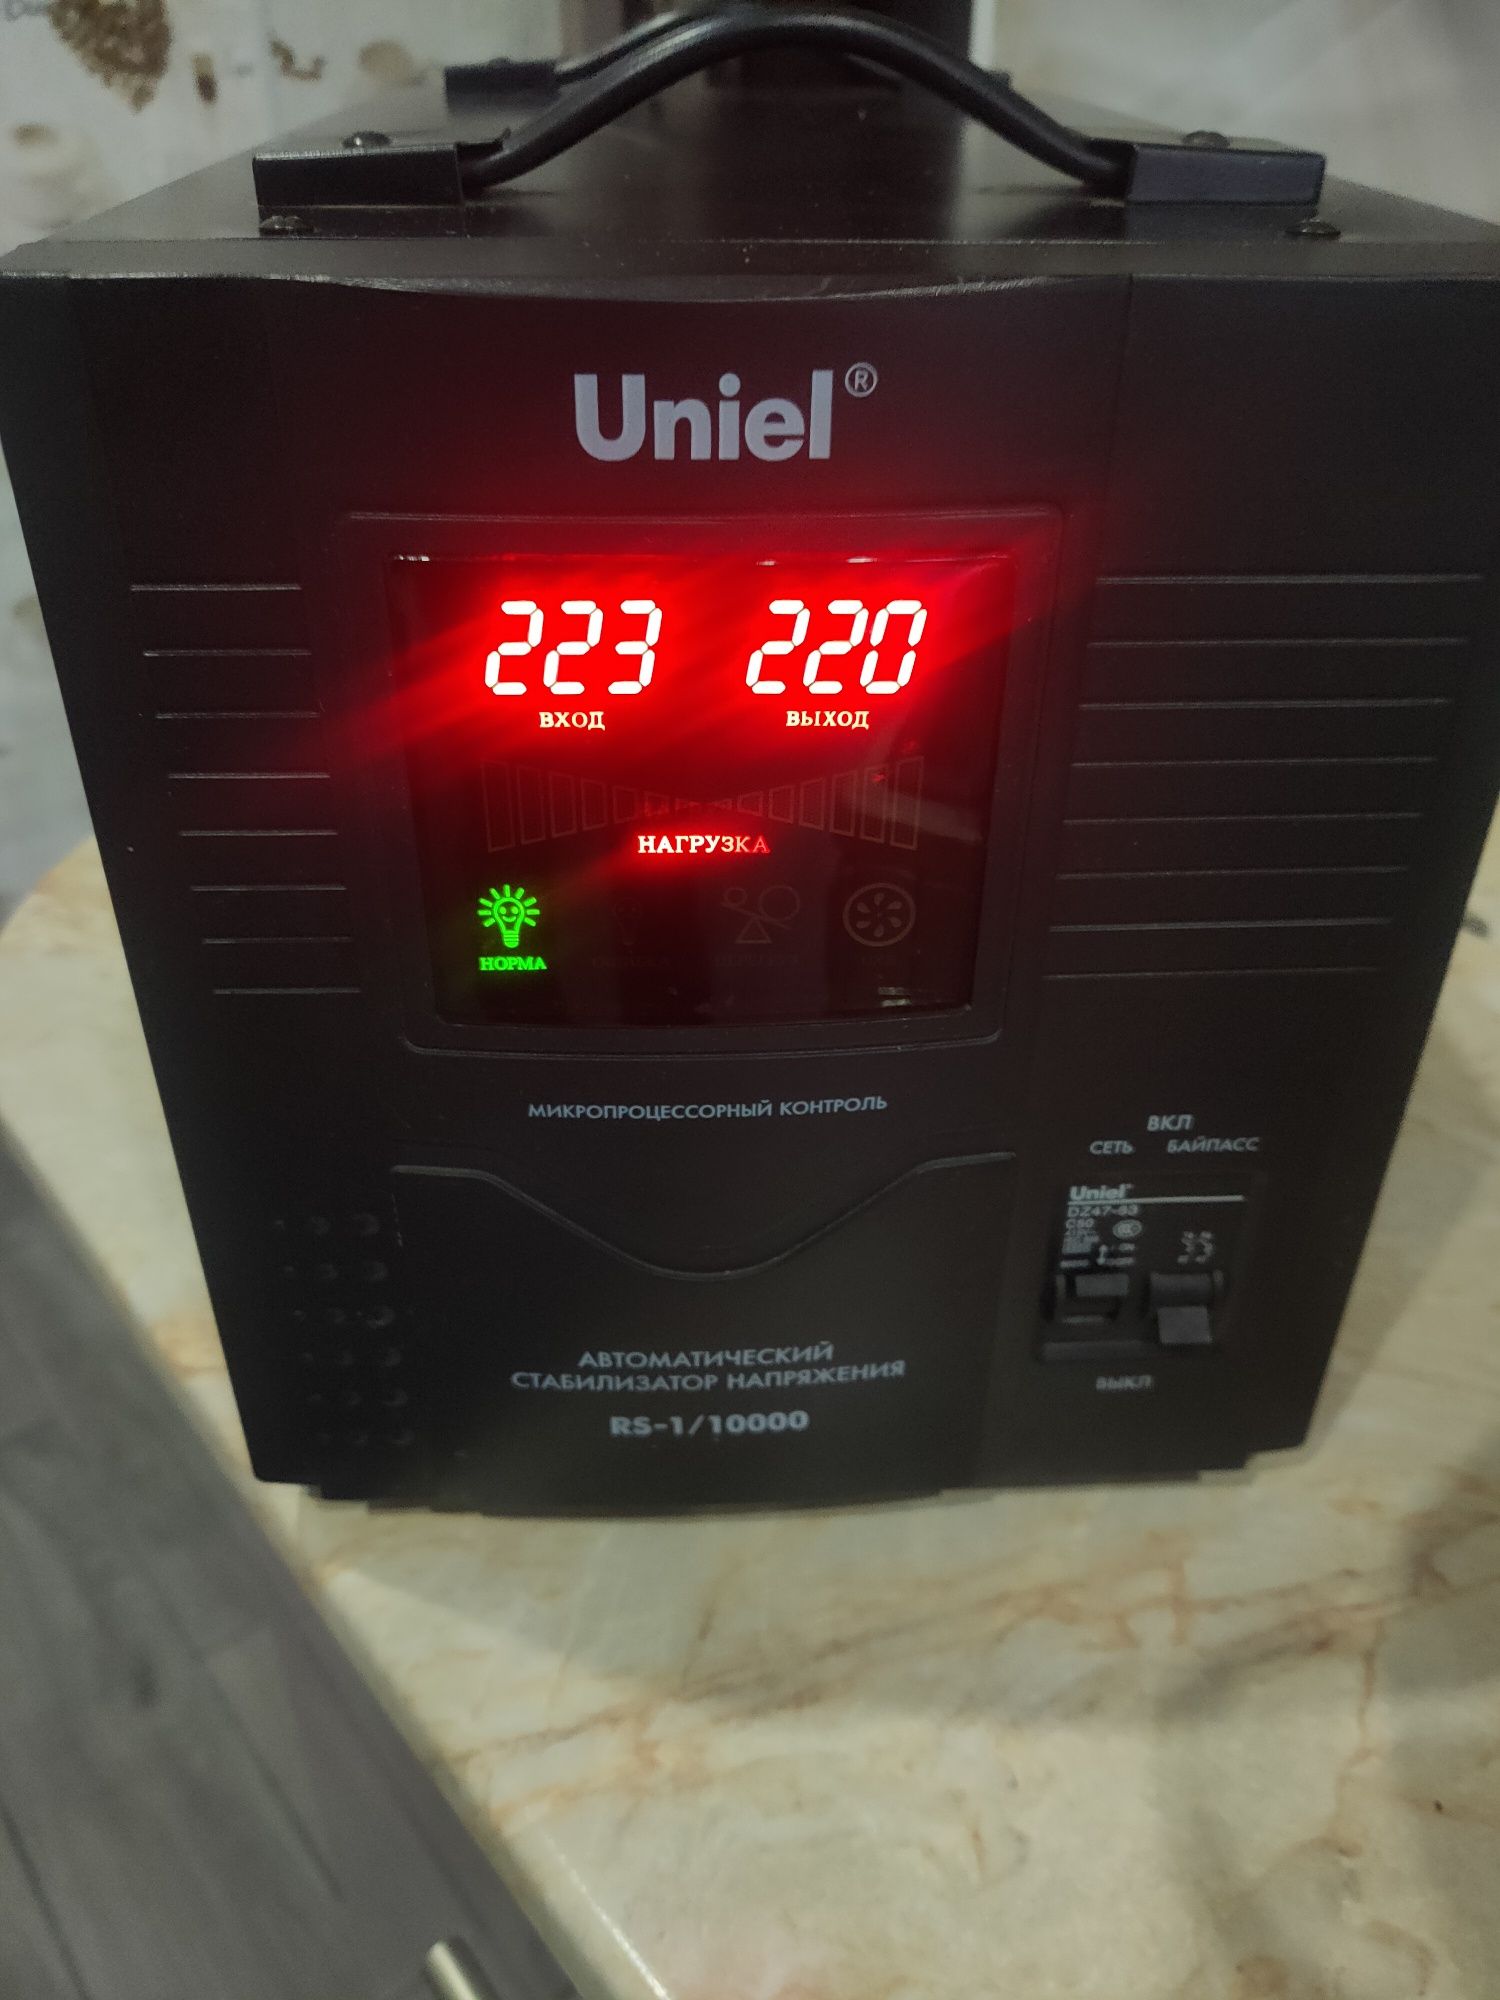 Uniel®
223 220
ВХОД ВЫХОД
НАГРУЗКА
НОРМА
МИКРОПРОЦЕССОРНЫЙ КОНТРОЛЬ
ВКЛ
СЕТЬ БАЙПАСС
Uniel
DZ47-63
C50
ВЫКЛ
АВТОМАТИЧЕСКИЙ
СТАБИЛИЗАТОР НАПРЯЖЕНИЯ
RS-1/10000